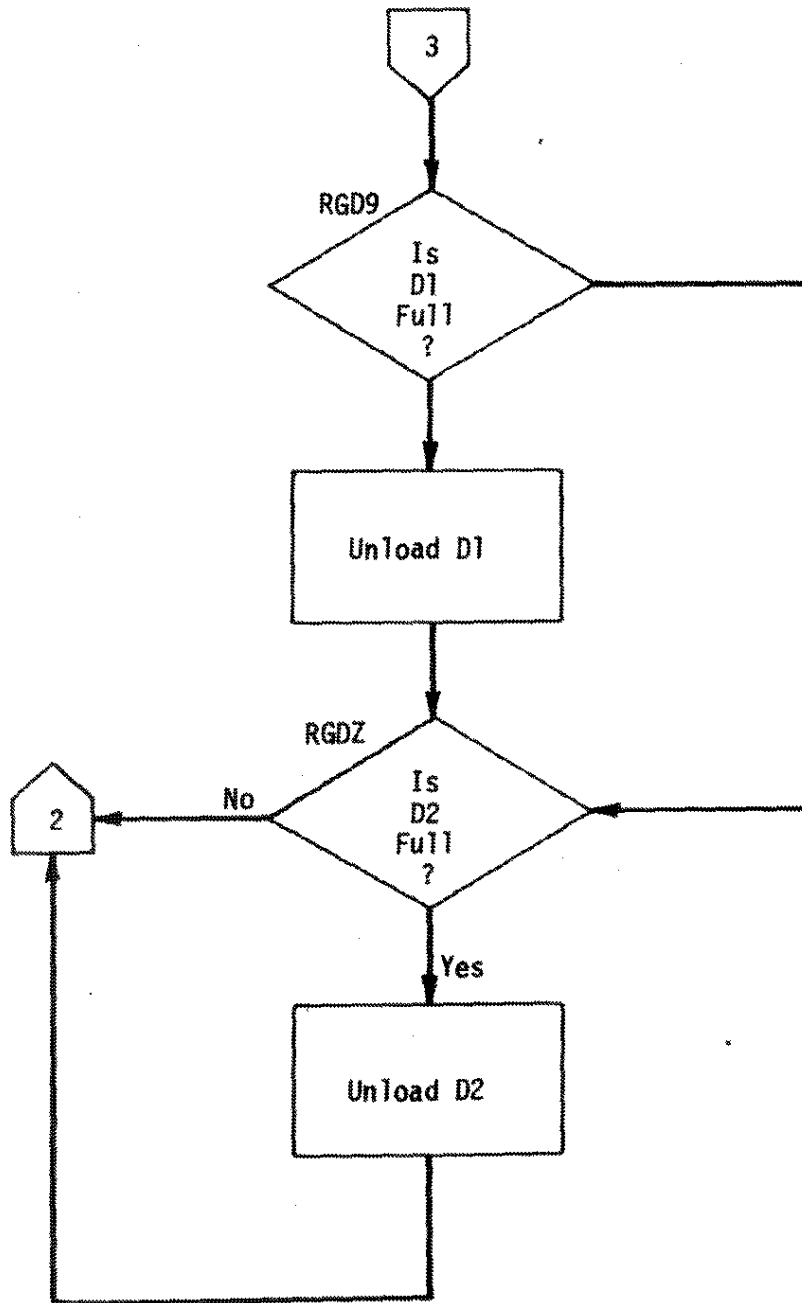 3
RGD9
Is
D1
Full
?
Unload D1
RGDZ
Is
D2
Full
?
No
2
Yes
Unload D2